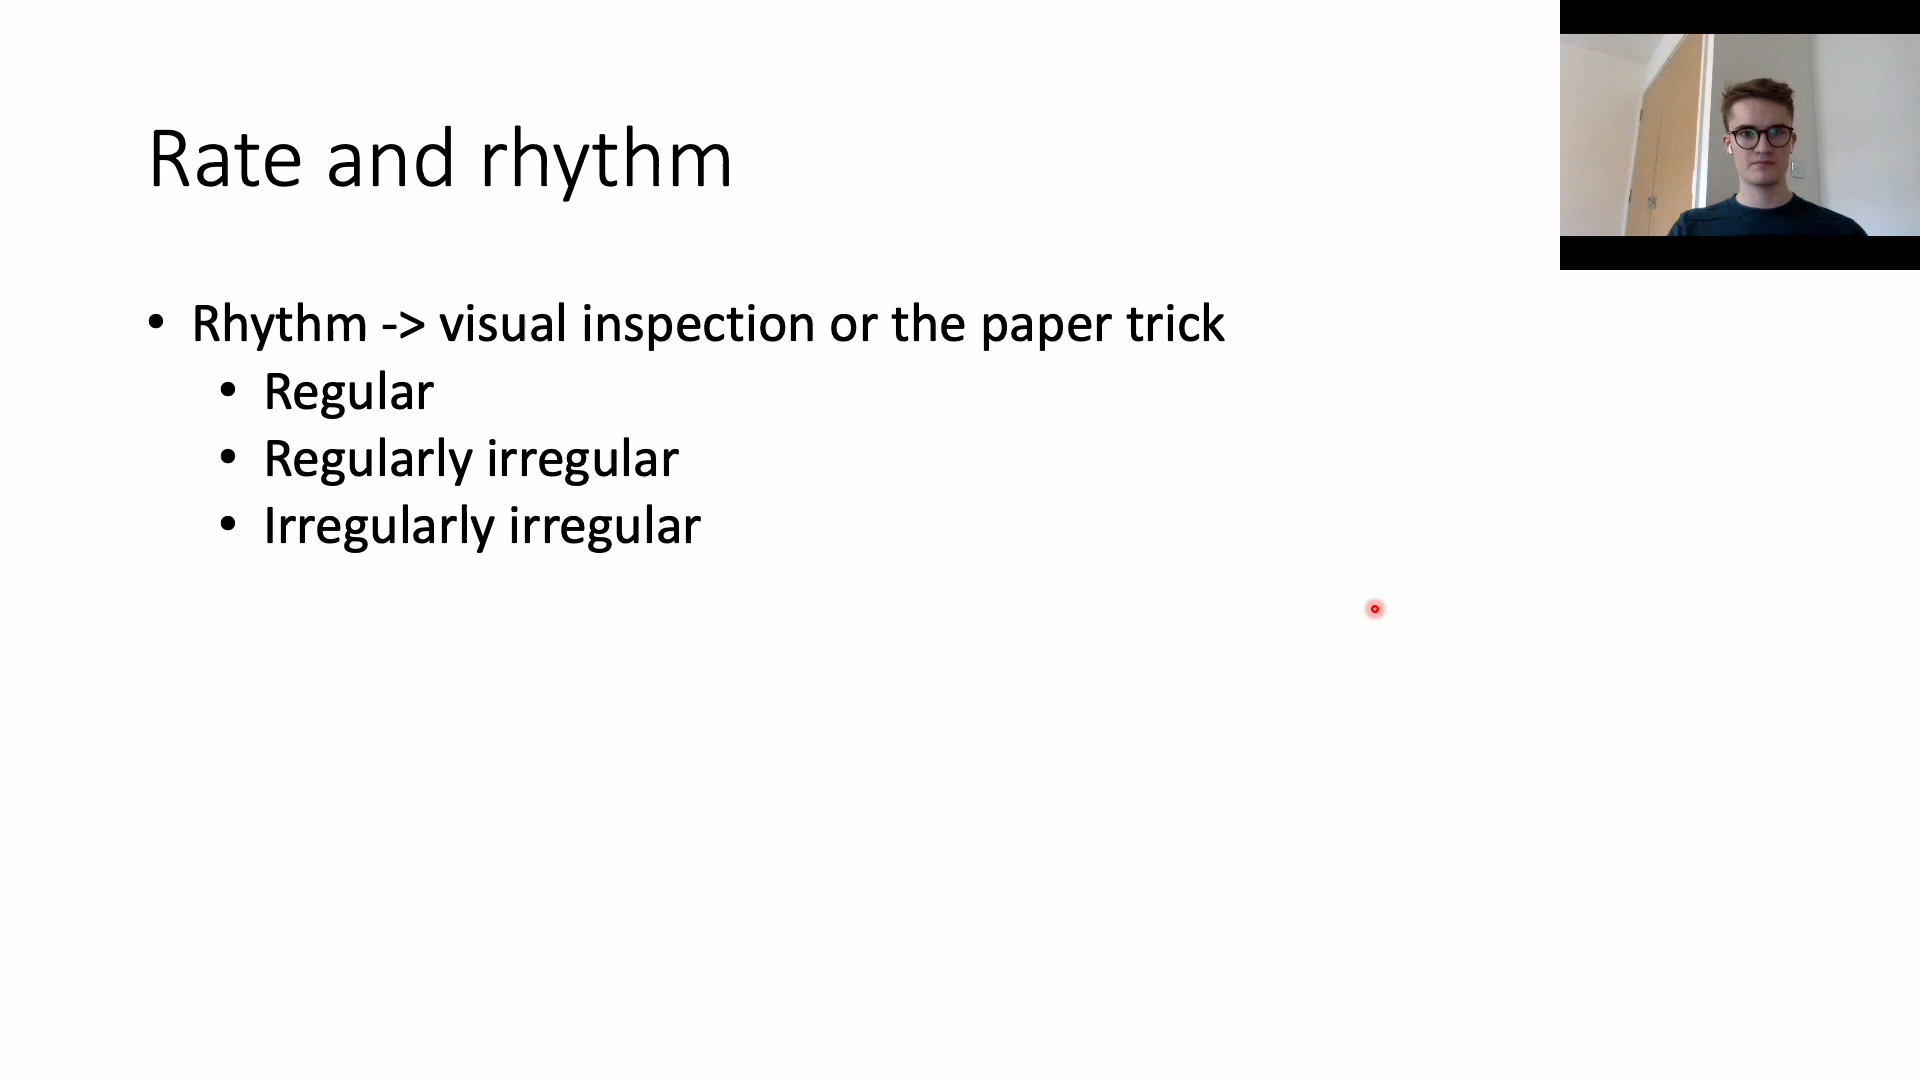 Rate and rhythm
• Rhythm -> visual inspection or the paper trick
• Regular
• Regularly irregular
• Irregularly irregular